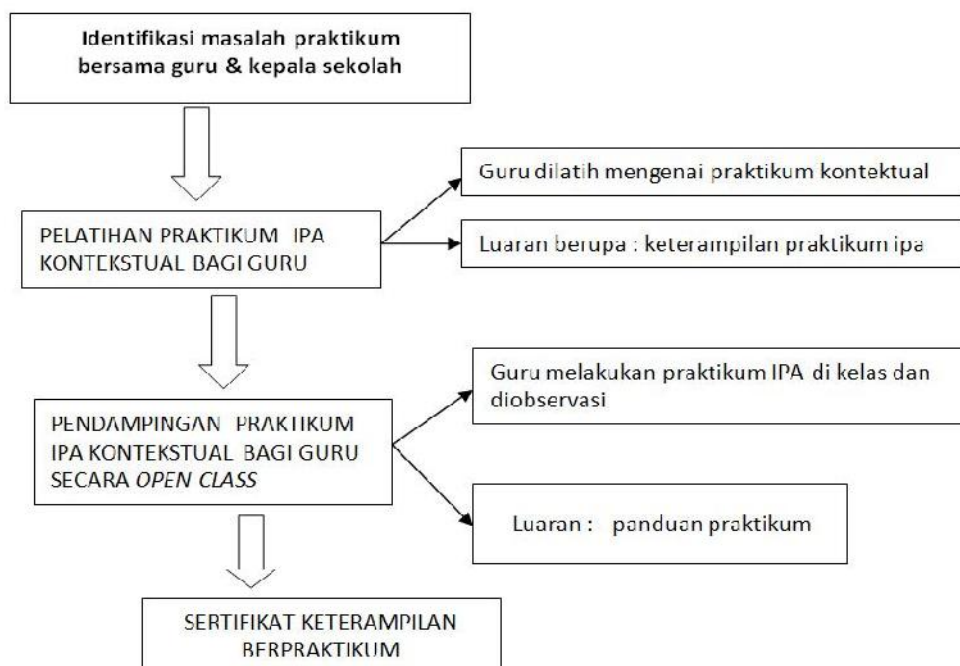 Identifikasi masalah praktikum
bersama guru & kepala sekolah
Guru dilatih mengenai praktikum kontektual
PELATIHAN PRAKTIKUM IPA
KONTEKSTUAL BAGI GURU
Luaran berupa : keterampilan praktikum ipa
Guru melakukan praktikum IPA di kelas dan
diobservasi
PENDAMPINGAN PRAKTIKUM
IPA KONTEKSTUAL BAGI GURU
SECARA OPEN CLASS
Luaran : panduan praktikum
SERTIFIKAT KETERAMPILAN
BERPRAKTIKUM